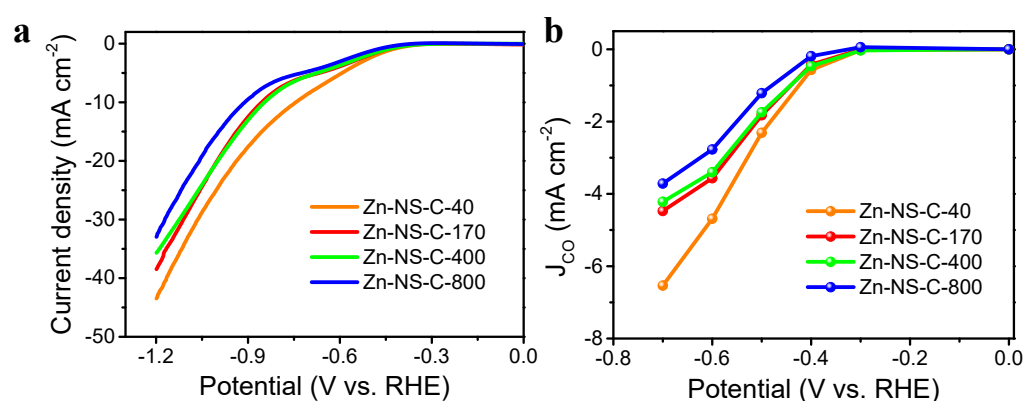 a
Current density (mA cm⁻²)
0
-10
-20
-30
-40
-50
Zn-NS-C-40
Zn-NS-C-170
Zn-NS-C-400
Zn-NS-C-800
-1.2 -0.9 -0.6 -0.3 0.0
Potential (V vs. RHE)
b
J_CO (mA cm⁻²)
0
-2
-4
-6
-8
Zn-NS-C-40
Zn-NS-C-170
Zn-NS-C-400
Zn-NS-C-800
-0.8 -0.6 -0.4 -0.2 0.0
Potential (V vs. RHE)